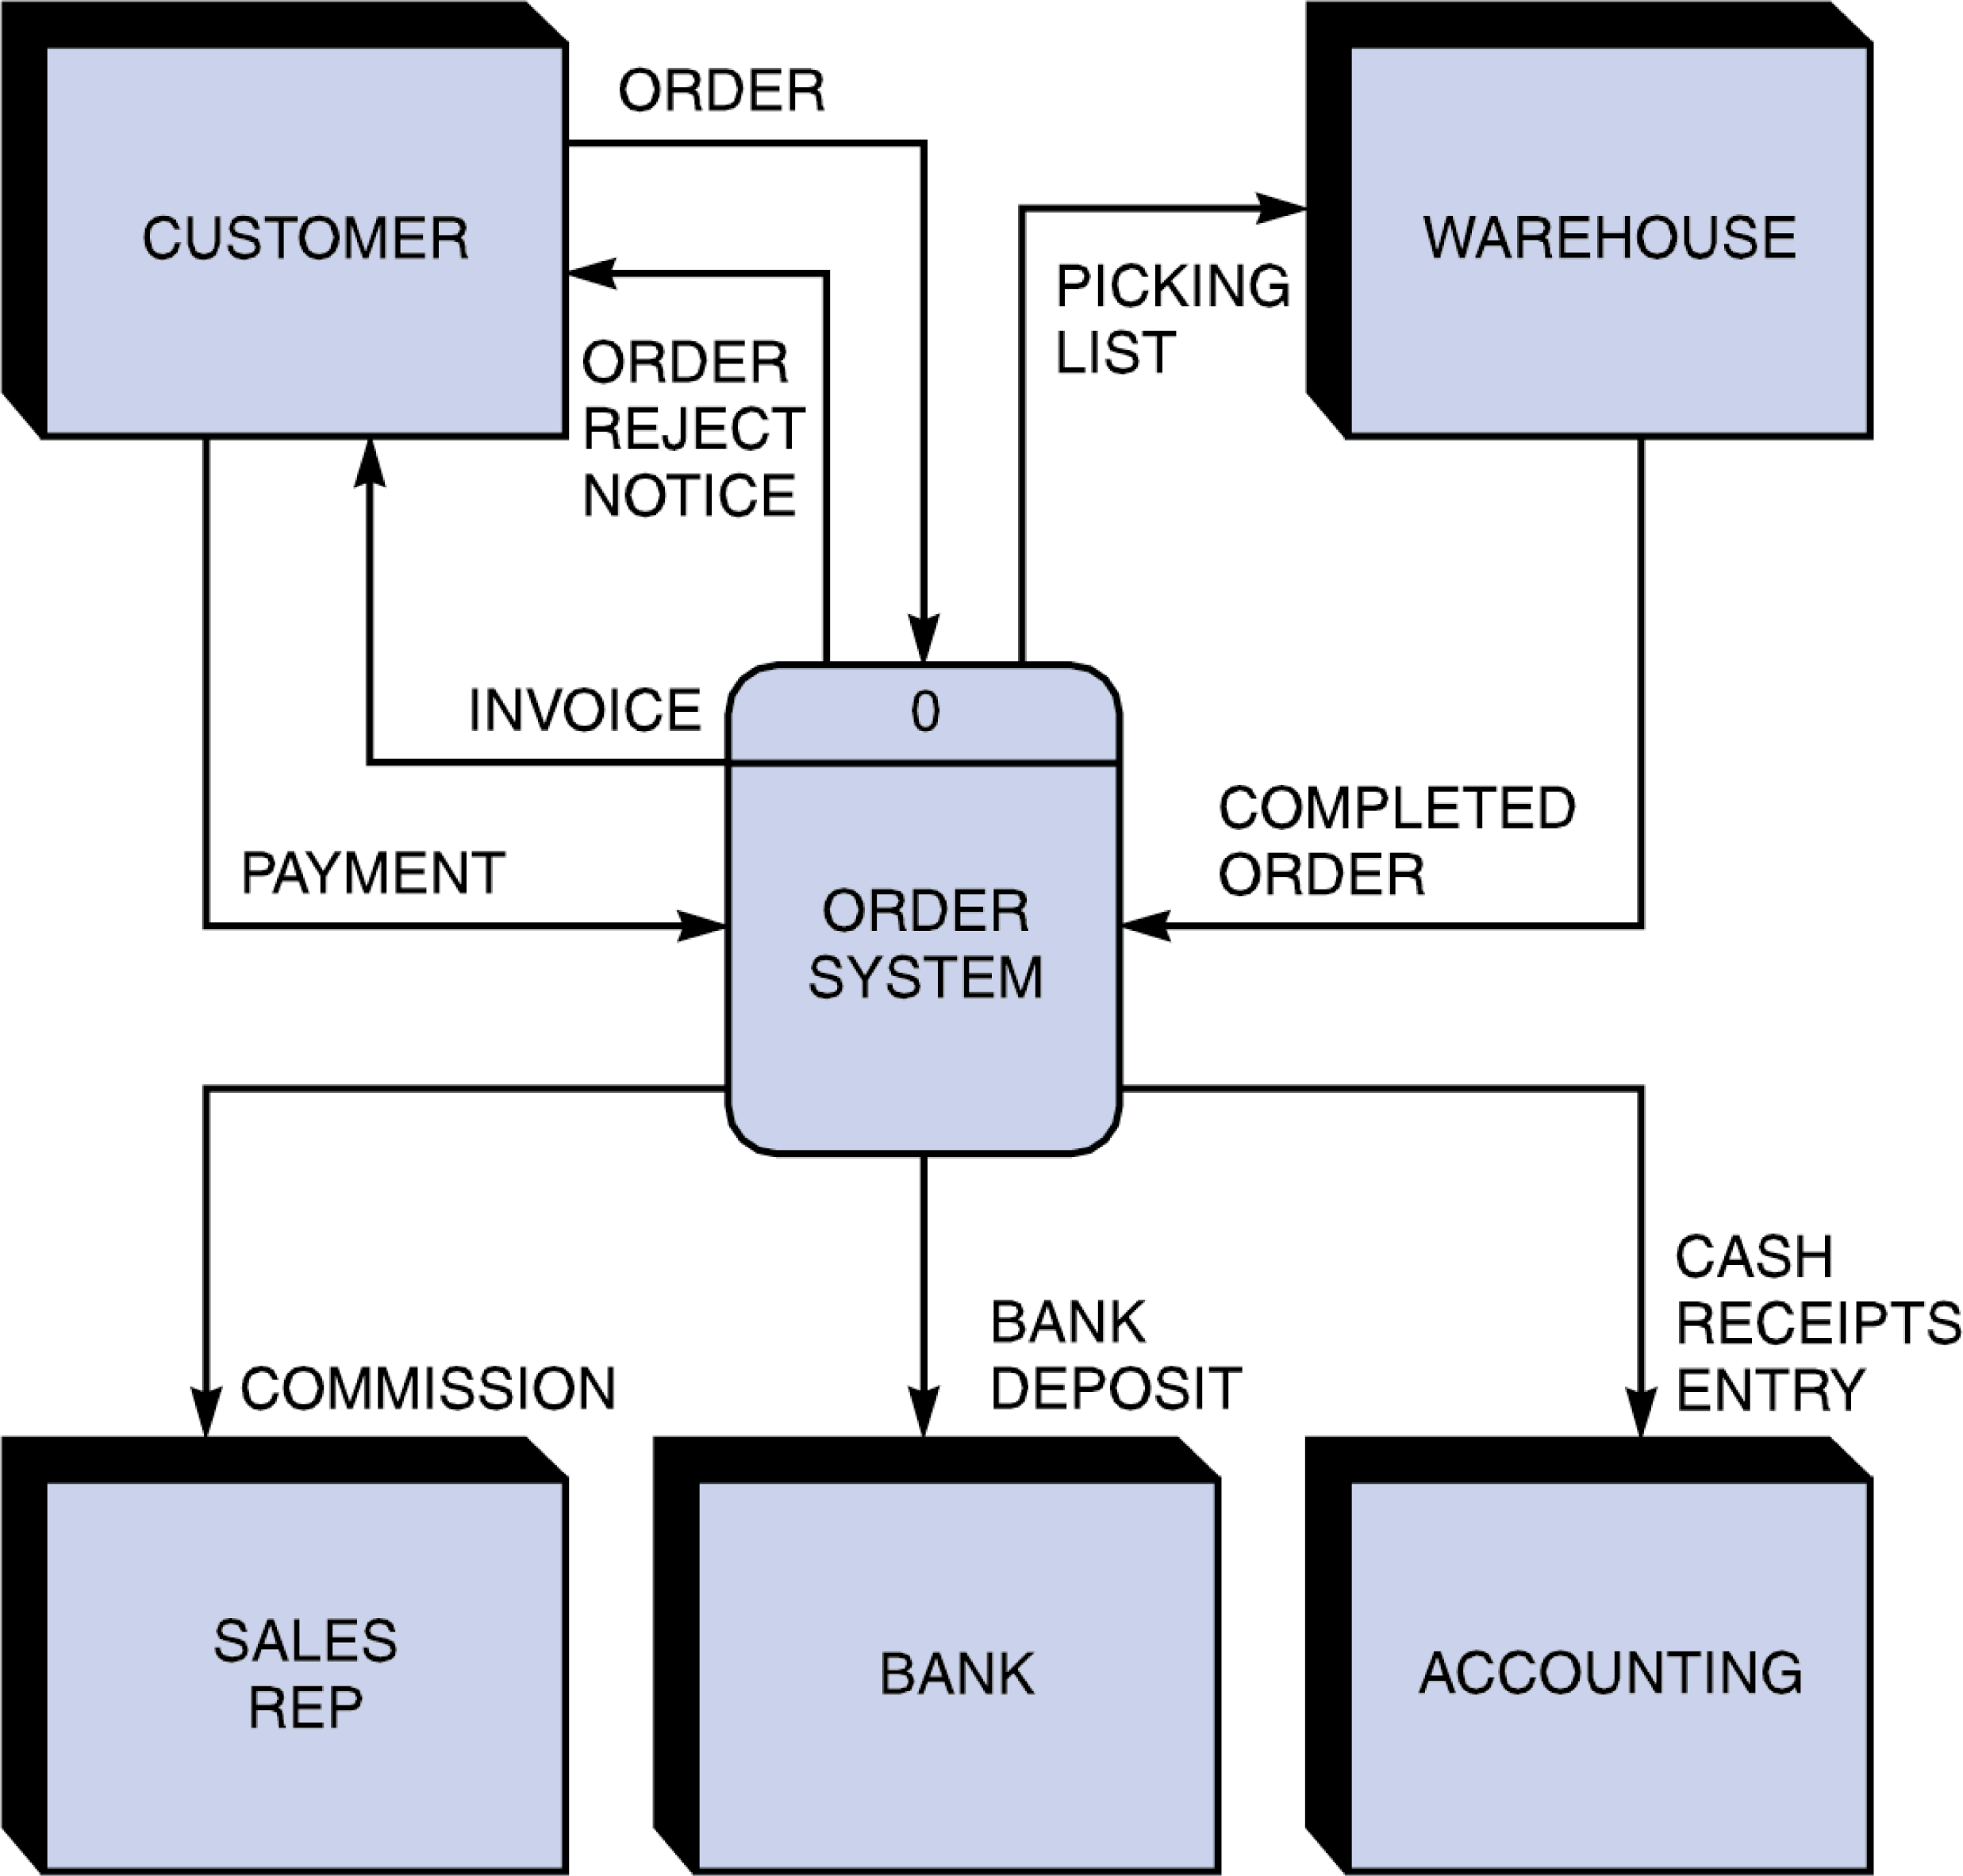 ORDER
CUSTOMER
WAREHOUSE
PICKING
LIST
ORDER
REJECT
NOTICE
INVOICE
0
PAYMENT
COMPLETED
ORDER
ORDER
SYSTEM
COMMISSION
BANK
DEPOSIT
CASH
RECEIPTS
ENTRY
SALES
REP
BANK
ACCOUNTING